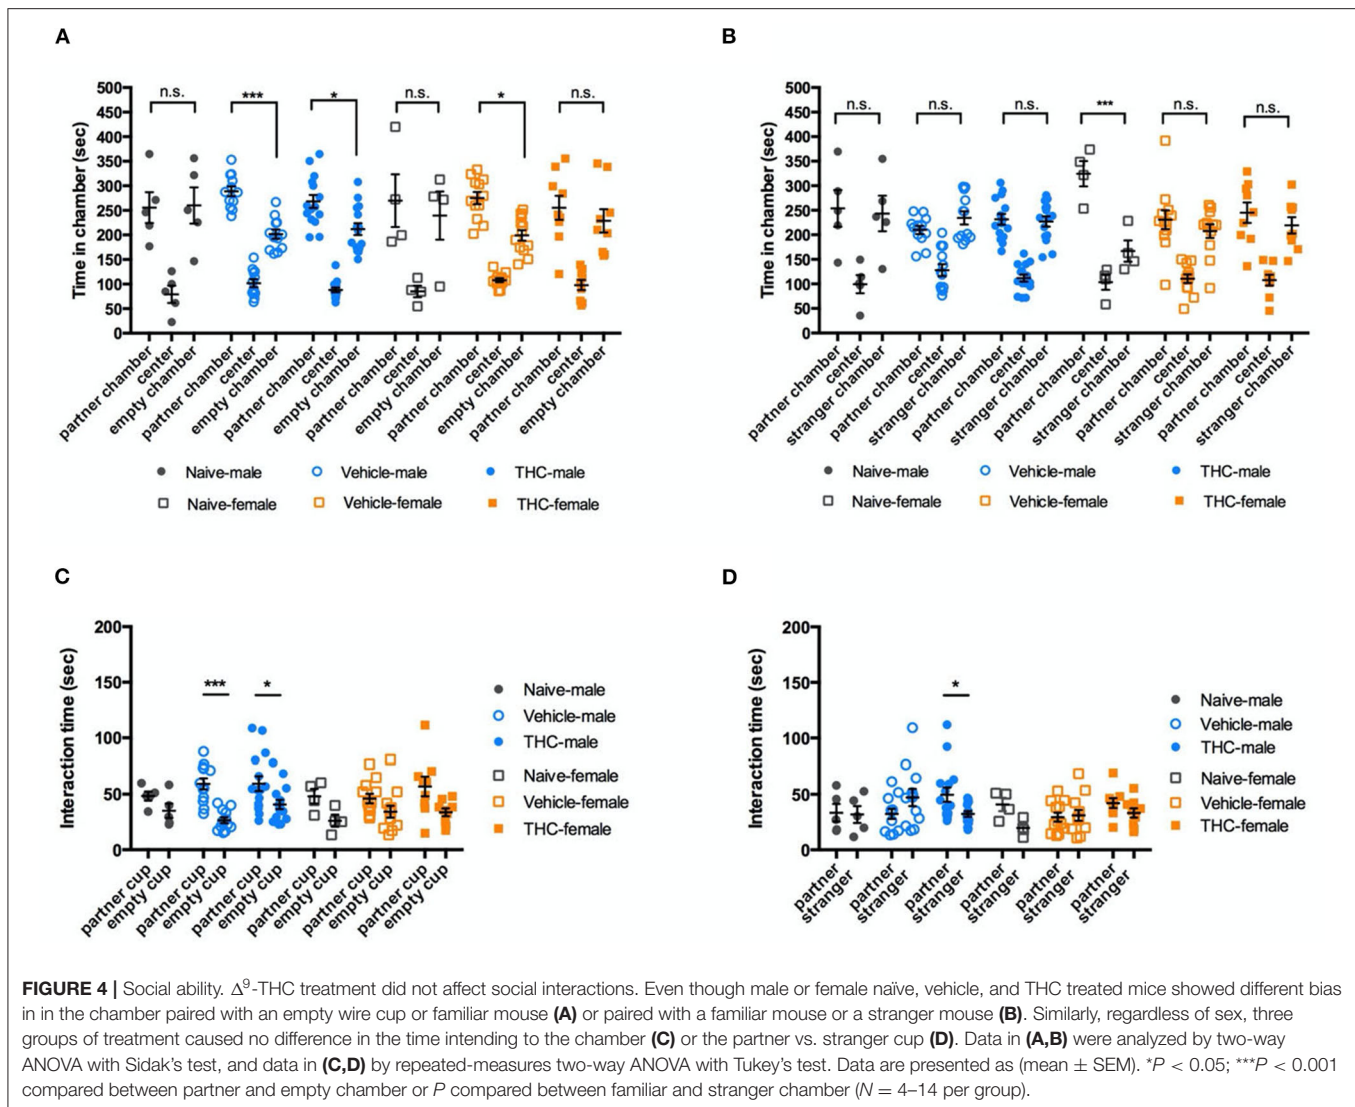 A
Time in chamber (sec)
500
450
400
350
300
250
200
150
100
50
0
n.s.
***
*
n.s.
*
n.s.
partner chamber
center
empty chamber
partner chamber
center
empty chamber
partner chamber
center
empty chamber
partner chamber
center
empty chamber
partner chamber
center
empty chamber
partner chamber
center
empty chamber
Naive-male
Vehicle-male
THC-male
Naive-female
Vehicle-female
THC-female
B
Time in chamber (sec)
500
450
400
350
300
250
200
150
100
50
0
n.s.
n.s.
n.s.
***
n.s.
n.s.
partner chamber
center
stranger chamber
partner chamber
center
stranger chamber
partner chamber
center
stranger chamber
partner chamber
center
stranger chamber
partner chamber
center
stranger chamber
partner chamber
center
stranger chamber
Naive-male
Vehicle-male
THC-male
Naive-female
Vehicle-female
THC-female
C
Interaction time (sec)
200
150
100
50
0
***
*
partner cup
empty cup
partner cup
empty cup
partner cup
empty cup
partner cup
empty cup
partner cup
empty cup
partner cup
empty cup
Naive-male
Vehicle-male
THC-male
Naive-female
Vehicle-female
THC-female
D
Interaction time (sec)
200
150
100
50
0
*
partner
stranger
partner
stranger
partner
stranger
partner
stranger
partner
stranger
partner
stranger
Naive-male
Vehicle-male
THC-male
Naive-female
Vehicle-female
THC-female
FIGURE 4 | Social ability. Δ⁹-THC treatment did not affect social interactions. Even though male or female naïve, vehicle, and THC treated mice showed different bias
in in the chamber paired with an empty wire cup or familiar mouse (A) or paired with a familiar mouse or a stranger mouse (B). Similarly, regardless of sex, three
groups of treatment caused no difference in the time intending to the chamber (C) or the partner vs. stranger cup (D). Data in (A,B) were analyzed by two-way
ANOVA with Sidak's test, and data in (C,D) by repeated-measures two-way ANOVA with Tukey's test. Data are presented as (mean ± SEM). *P < 0.05; ***P < 0.001
compared between partner and empty chamber or P compared between familiar and stranger chamber (N = 4–14 per group).